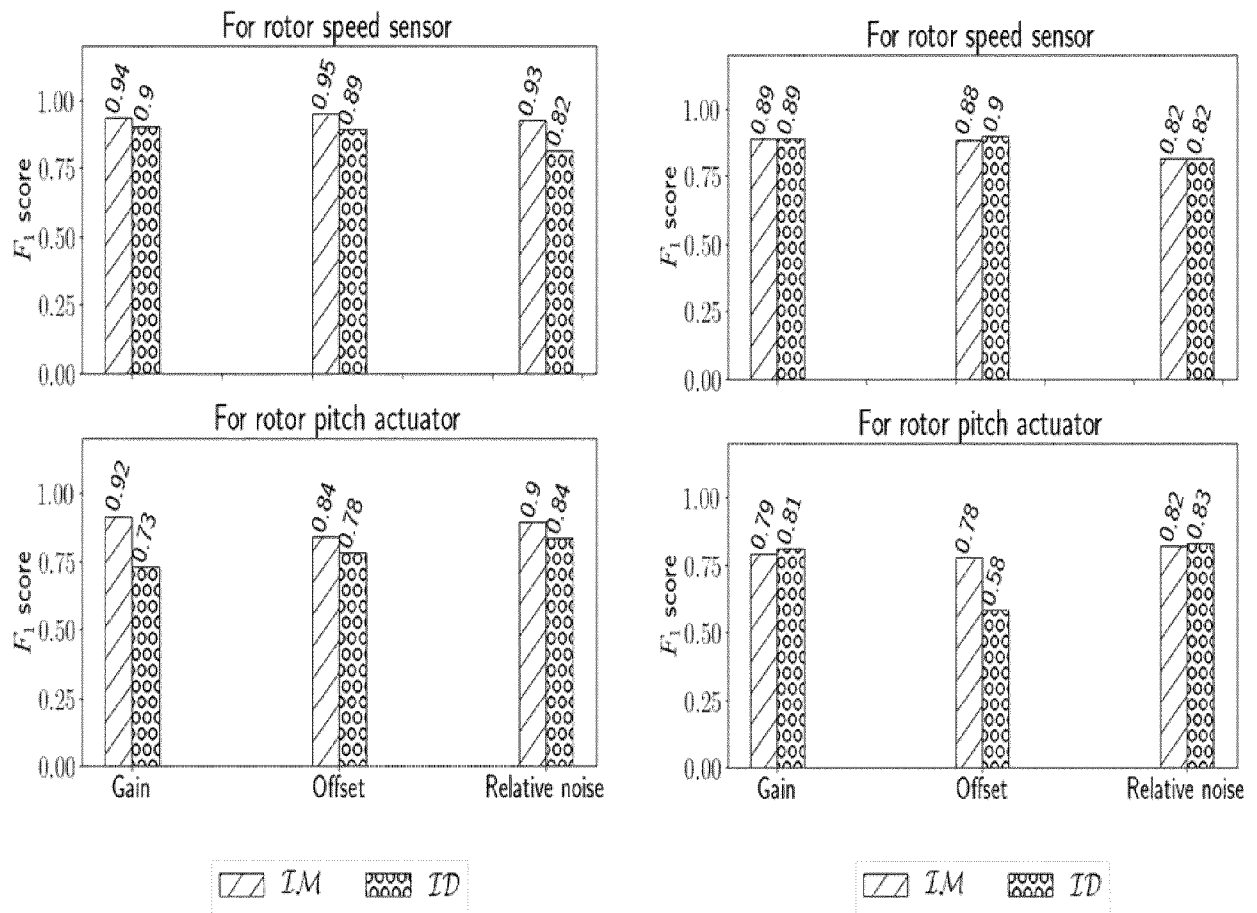 For rotor speed sensor
F₁ score
1.00
0.75
0.50
0.25
0.00
0.94
0.9
0.95
0.89
0.93
0.82
For rotor pitch actuator
F₁ score
1.00
0.75
0.50
0.25
0.00
0.92
0.73
0.84
0.78
0.9
0.84
Gain
Offset
Relative noise
IM
ID
For rotor speed sensor
F₁ score
1.00
0.75
0.50
0.25
0.00
0.89
0.89
0.88
0.9
0.82
0.82
For rotor pitch actuator
F₁ score
1.00
0.75
0.50
0.25
0.00
0.79
0.81
0.78
0.58
0.82
0.83
Gain
Offset
Relative noise
IM
ID